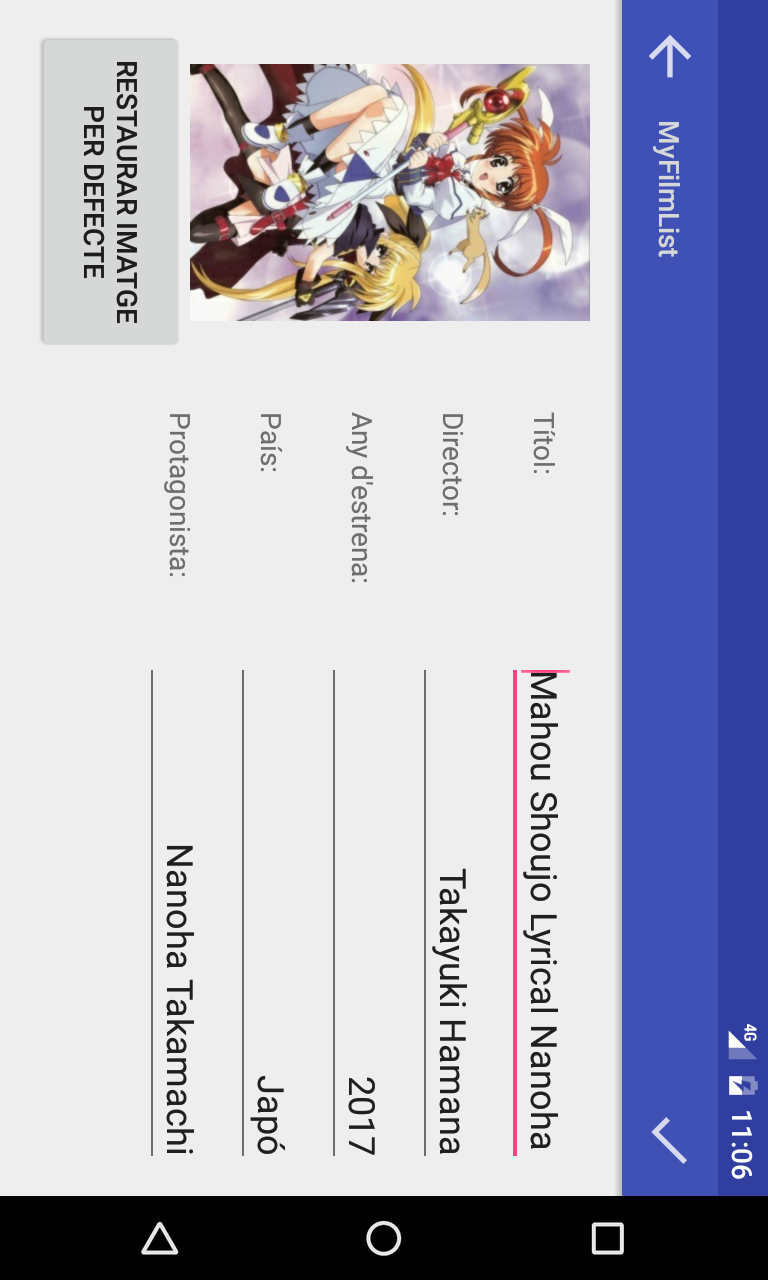 4G 11:06
MyFilmList
Títol: Mahou Shoujo Lyrical Nanoha
Director: Takayuki Hamana
Any d'estrena: 2017
País: Japó
Protagonista: Nanoha Takamachi
RESTAURAR IMATGE
PER DEFECTE